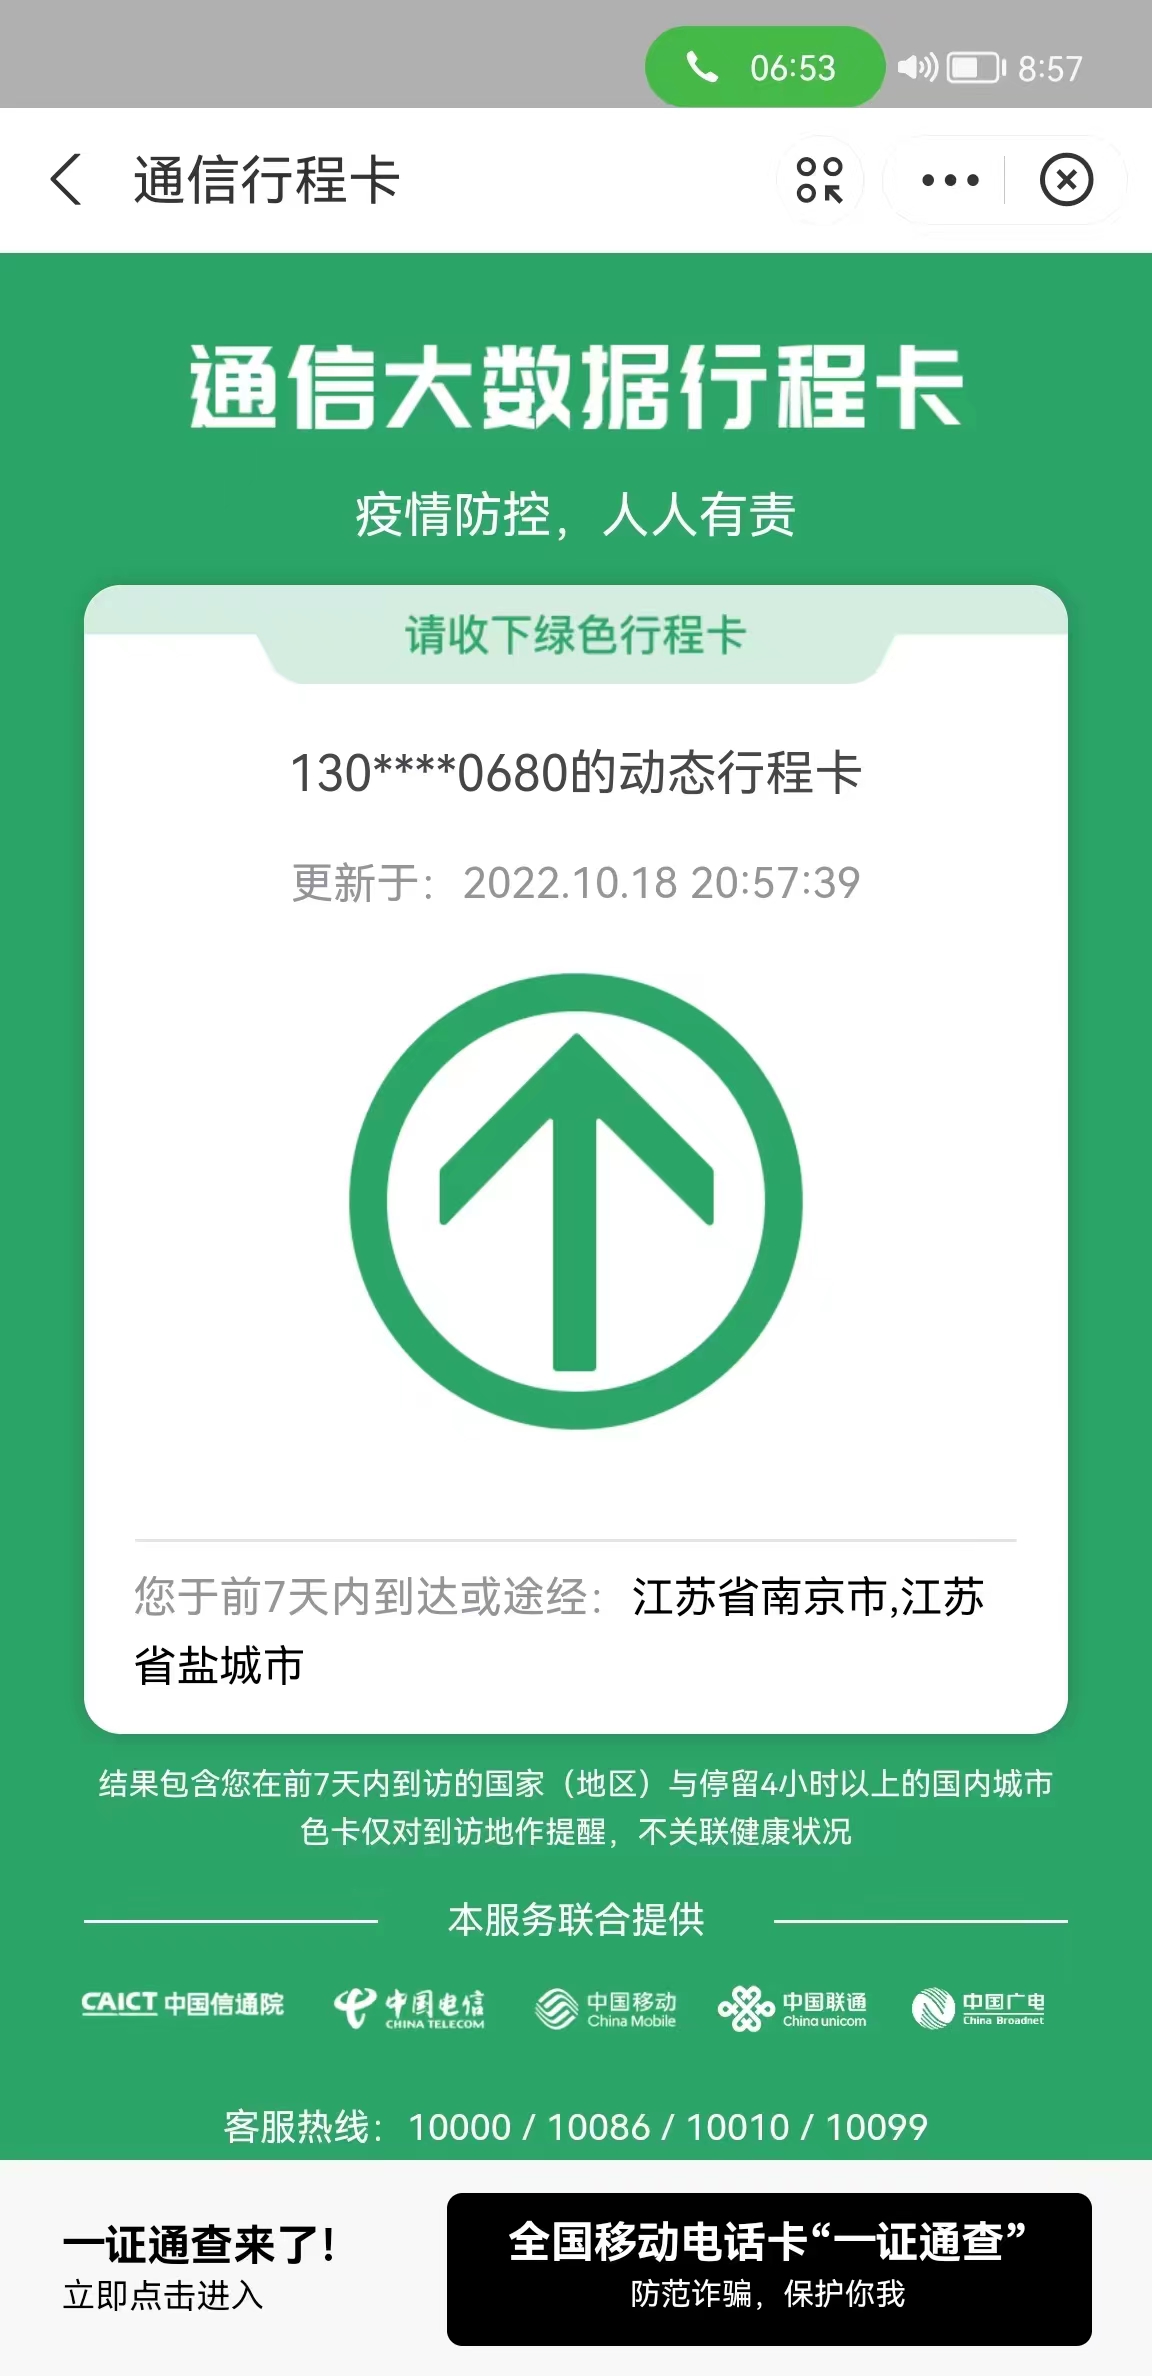 06:53 8:57
通信行程卡
通信大数据行程卡
疫情防控，人人有责
请收下绿色行程卡
130****0680的动态行程卡
更新于：2022.10.18 20:57:39
您于前7天内到达或途经：江苏省南京市,江苏
省盐城市
结果包含您在前7天内到访的国家（地区）与停留4小时以上的国内城市
色卡仅对到访地作提醒，不关联健康状况
本服务联合提供
CAICT 中国信通院 中国电信 中国移动 中国联通 中国广电
CHINA TELECOM China Mobile China unicom China Broadnet
客服热线：10000 / 10086 / 10010 / 10099
一证通查来了！
立即点击进入
全国移动电话卡“一证通查”
防范诈骗，保护你我